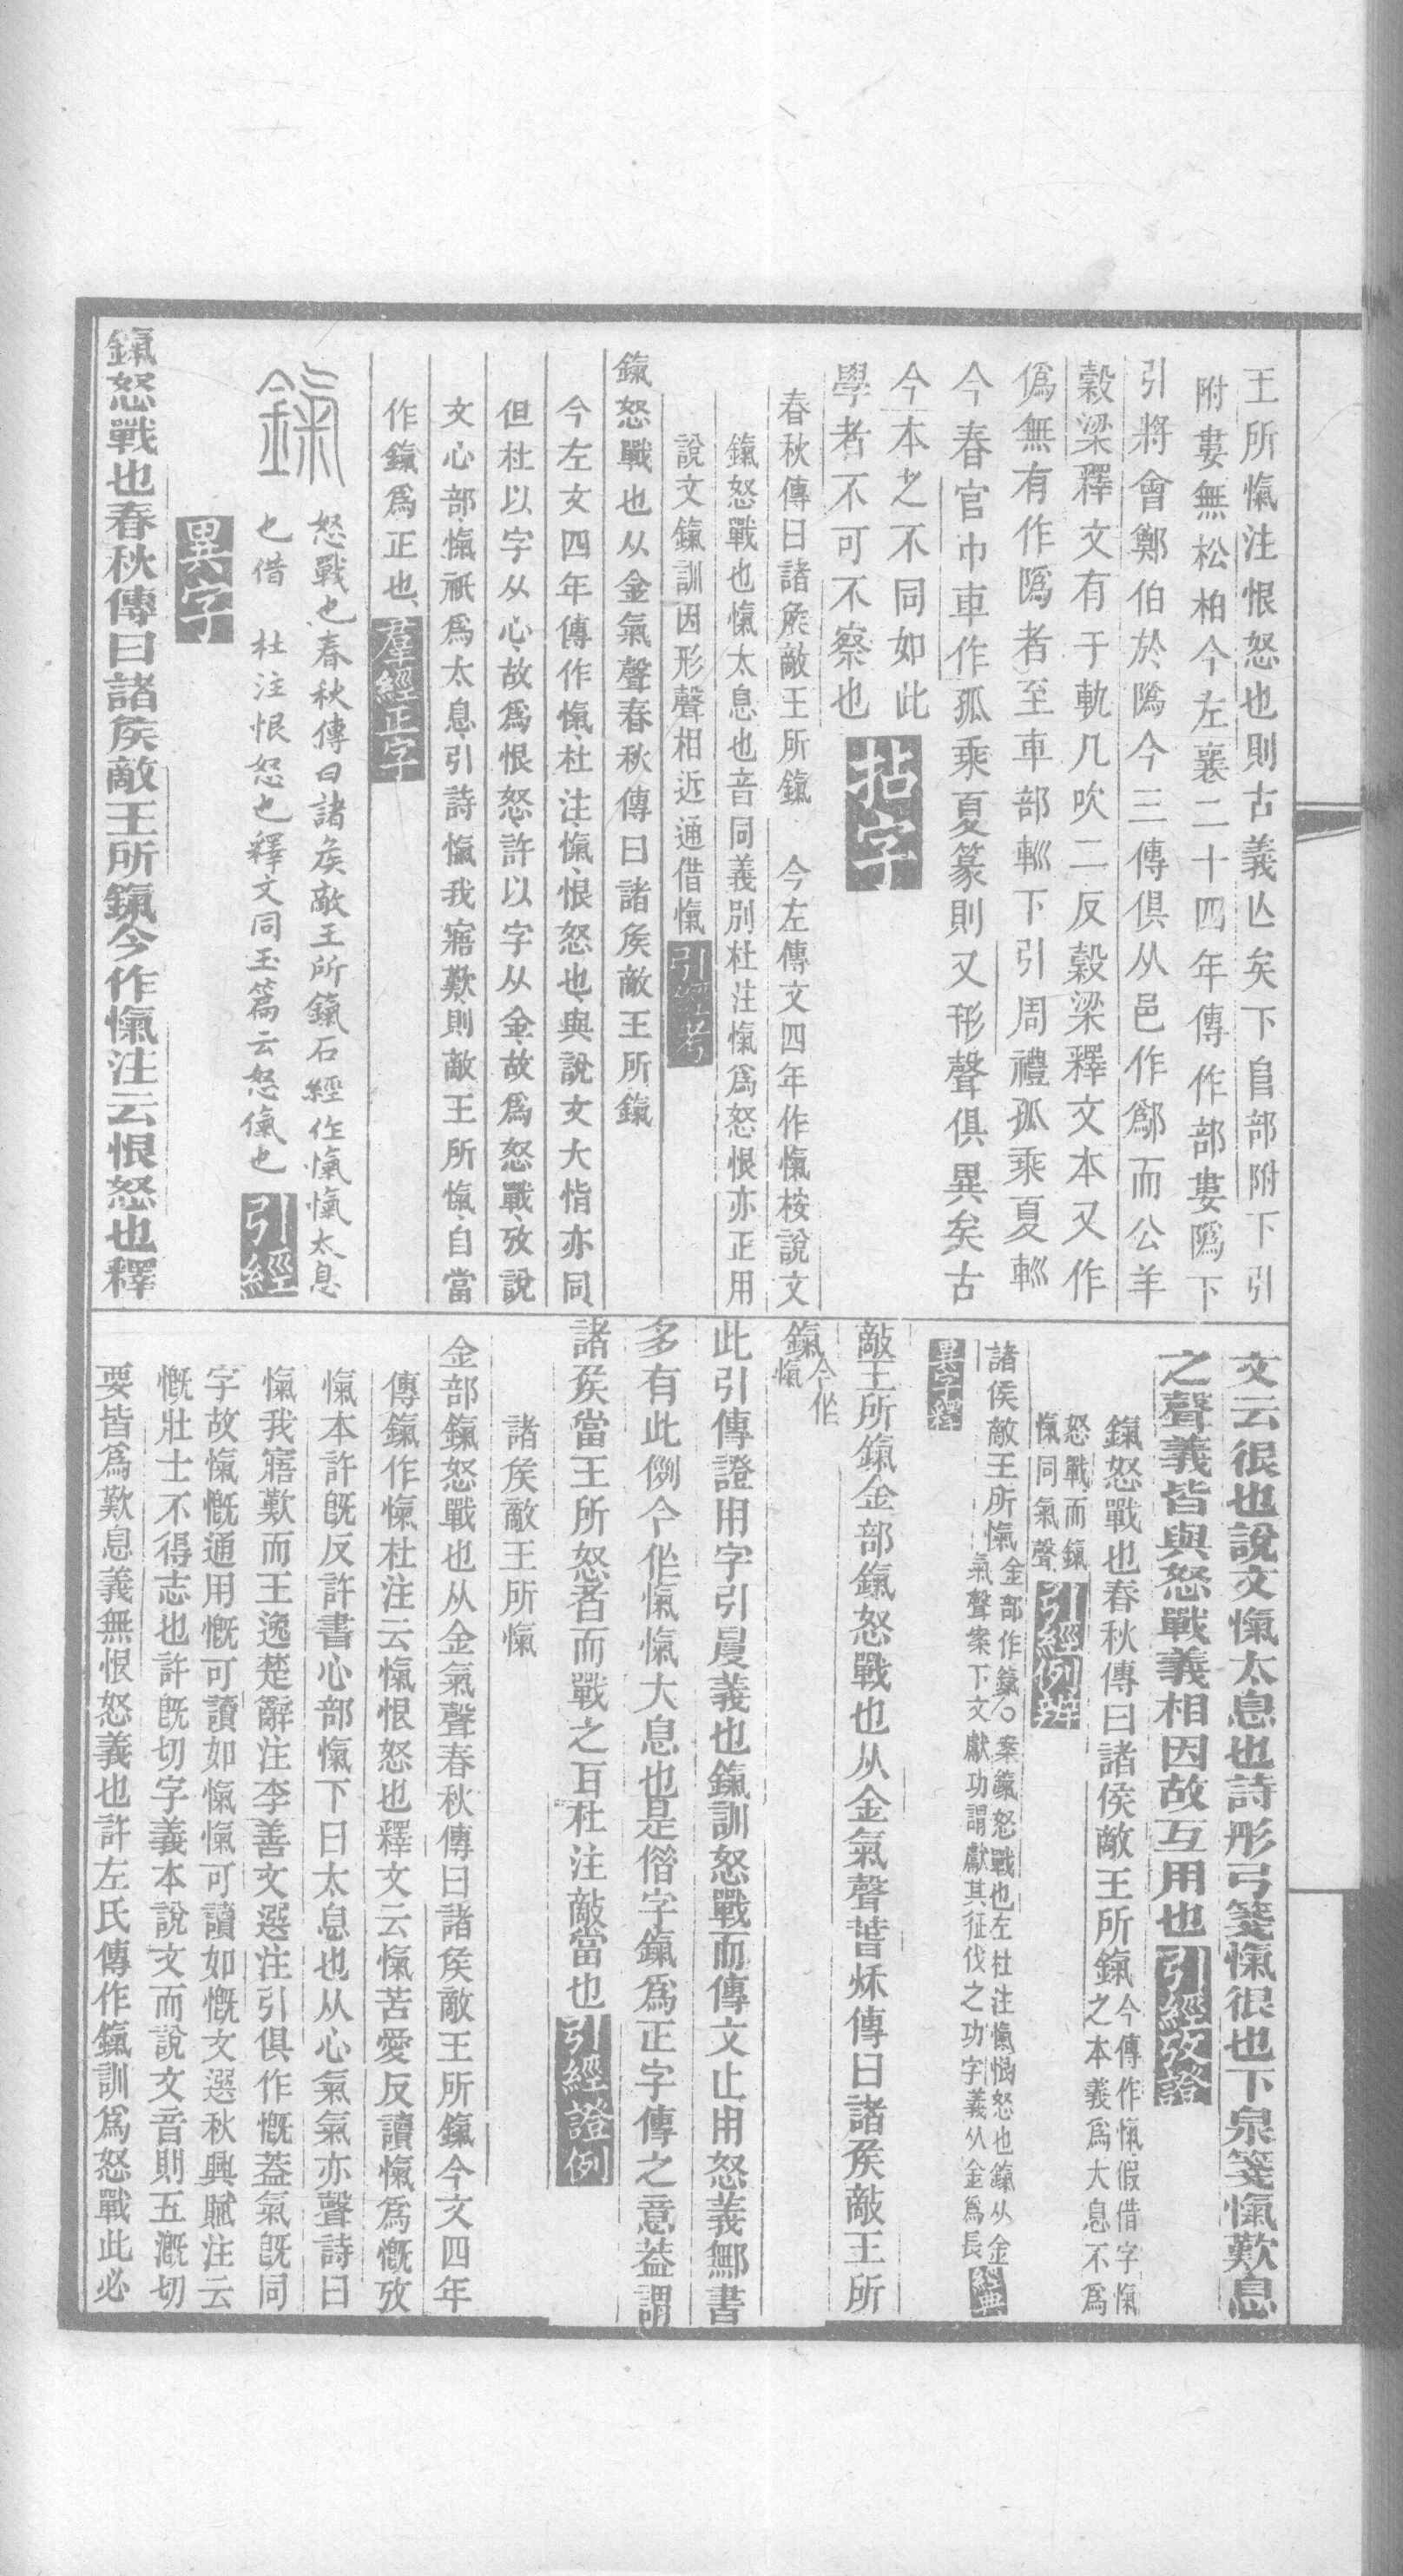 王所愾注恨怒也則古義亾矣下𨸏部附下引
附婁無松柏今左襄二十四年傳作部婁隝下
引將會鄭伯於隝今三傳俱从邑作鄬而公羊
穀梁釋文有于軌几吹二反穀梁釋文本又作
僞無有作隝者至車部䡓下引周禮孤乘夏䡓
今春官巾車作孤乘夏篆則又形聲俱異矣古
今本之不同如此
學者不可不察也 拈字
春秋傳曰諸矦敵王所鎎 今左傳文四年作愾桉說文
鎎怒戰也愾太息也音同義別杜注愾爲怒恨亦正用
說文鎎訓因形聲相近通借愾 引經考
鎎怒戰也从金氣聲春秋傳曰諸矦敵王所鎎
今左文四年傳作愾杜注愾恨怒也與說文大恉亦同
但杜以字从心故爲恨怒許以字从金故爲怒戰攷說
文心部愾祇爲太息引詩愾我寤歎則敵王所愾自當
作鎎爲正也 羣經正字
鎎 怒戰也春秋傳曰諸矦敵王所鎎石經作愾愾太息
也借 杜注恨怒也釋文同玉篇云怒愾也 引經
異字
鎎怒戰也春秋傳曰諸矦敵王所鎎今作愾注云恨怒也釋
文云很也說文愾太息也詩彤弓箋愾很也下泉箋愾歎息
之聲義皆與怒戰義相因故互用也 引經攷證
鎎怒戰也春秋傳曰諸侯敵王所鎎 今傳作愾假借字愾
之本義爲大息不爲
怒戰而鎎
愾同氣聲 引經例辨
諸侯敵王所愾 金部作鎎○案鎎怒戰也左杜注愾恨怒也鎎从金
氣聲案下文獻功謂獻其征伐之功字義从金爲長 經典
異字釋
敵王所鎎金部鎎怒戰也从金氣聲萅秌傳曰諸矦敵王所
鎎 今㑅
愾
此引傳證用字引㫗義也鎎訓怒戰而傳文止用怒義鄦書
多有此例今㑅愾愾大息也是偝字鎎爲正字傳之意葢謂
諸矦當王所怒者而戰之耳杜注敵當也 引經證例
諸矦敵王所愾
金部鎎怒戰也从金氣聲春秋傳曰諸矦敵王所鎎今文四年
傳鎎作愾杜注云愾恨怒也釋文云愾苦愛反讀愾爲慨攷
愾本許旣反許書心部愾下曰太息也从心氣氣亦聲詩曰
愾我寤歎而王逸楚辭注李善文選注引俱作慨葢氣旣同
字故愾慨通用慨可讀如愾愾可讀如慨文選秋興賦注云
慨壯士不得志也許旣切字義本說文而說文音則五漑切
要皆爲歎息義無恨怒義也許左氏傳作鎎訓爲怒戰此必